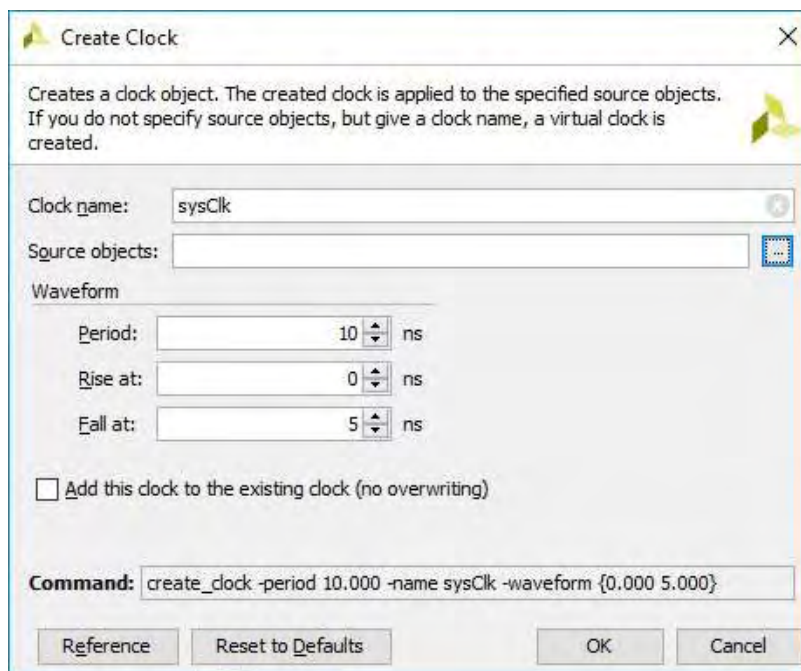 Create Clock
Creates a clock object. The created clock is applied to the specified source objects.
If you do not specify source objects, but give a clock name, a virtual clock is
created.
Clock name: sysClk
Source objects: ...
Waveform
Period: 10 ns
Rise at: 0 ns
Fall at: 5 ns
Add this clock to the existing clock (no overwriting)
Command: create_clock -period 10.000 -name sysClk -waveform {0.000 5.000}
Reference Reset to Defaults OK Cancel